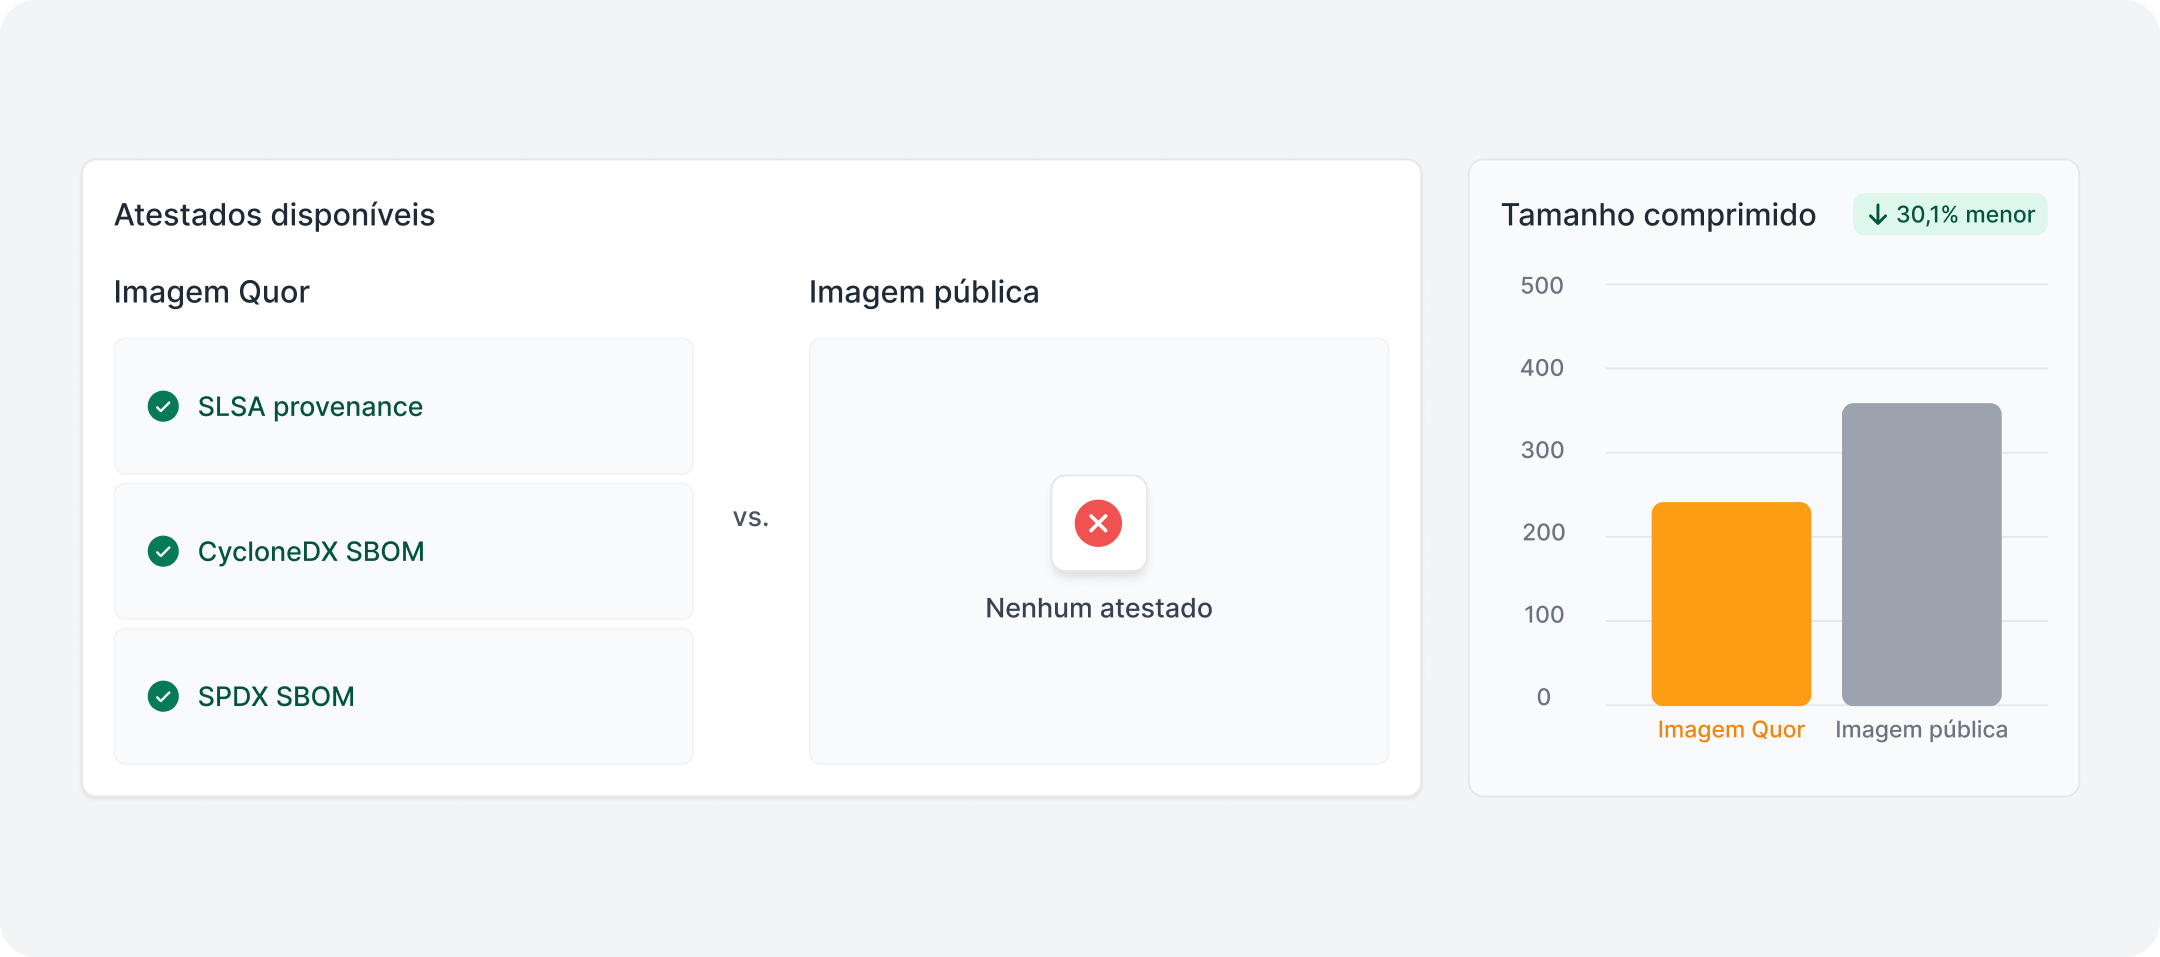 Atestados disponíveis
Imagem Quor
SLSA provenance
CycloneDX SBOM
SPDX SBOM
vs.
Imagem pública
Nenhum atestado
Tamanho comprimido
30,1% menor
500
400
300
200
100
0
Imagem Quor
Imagem pública